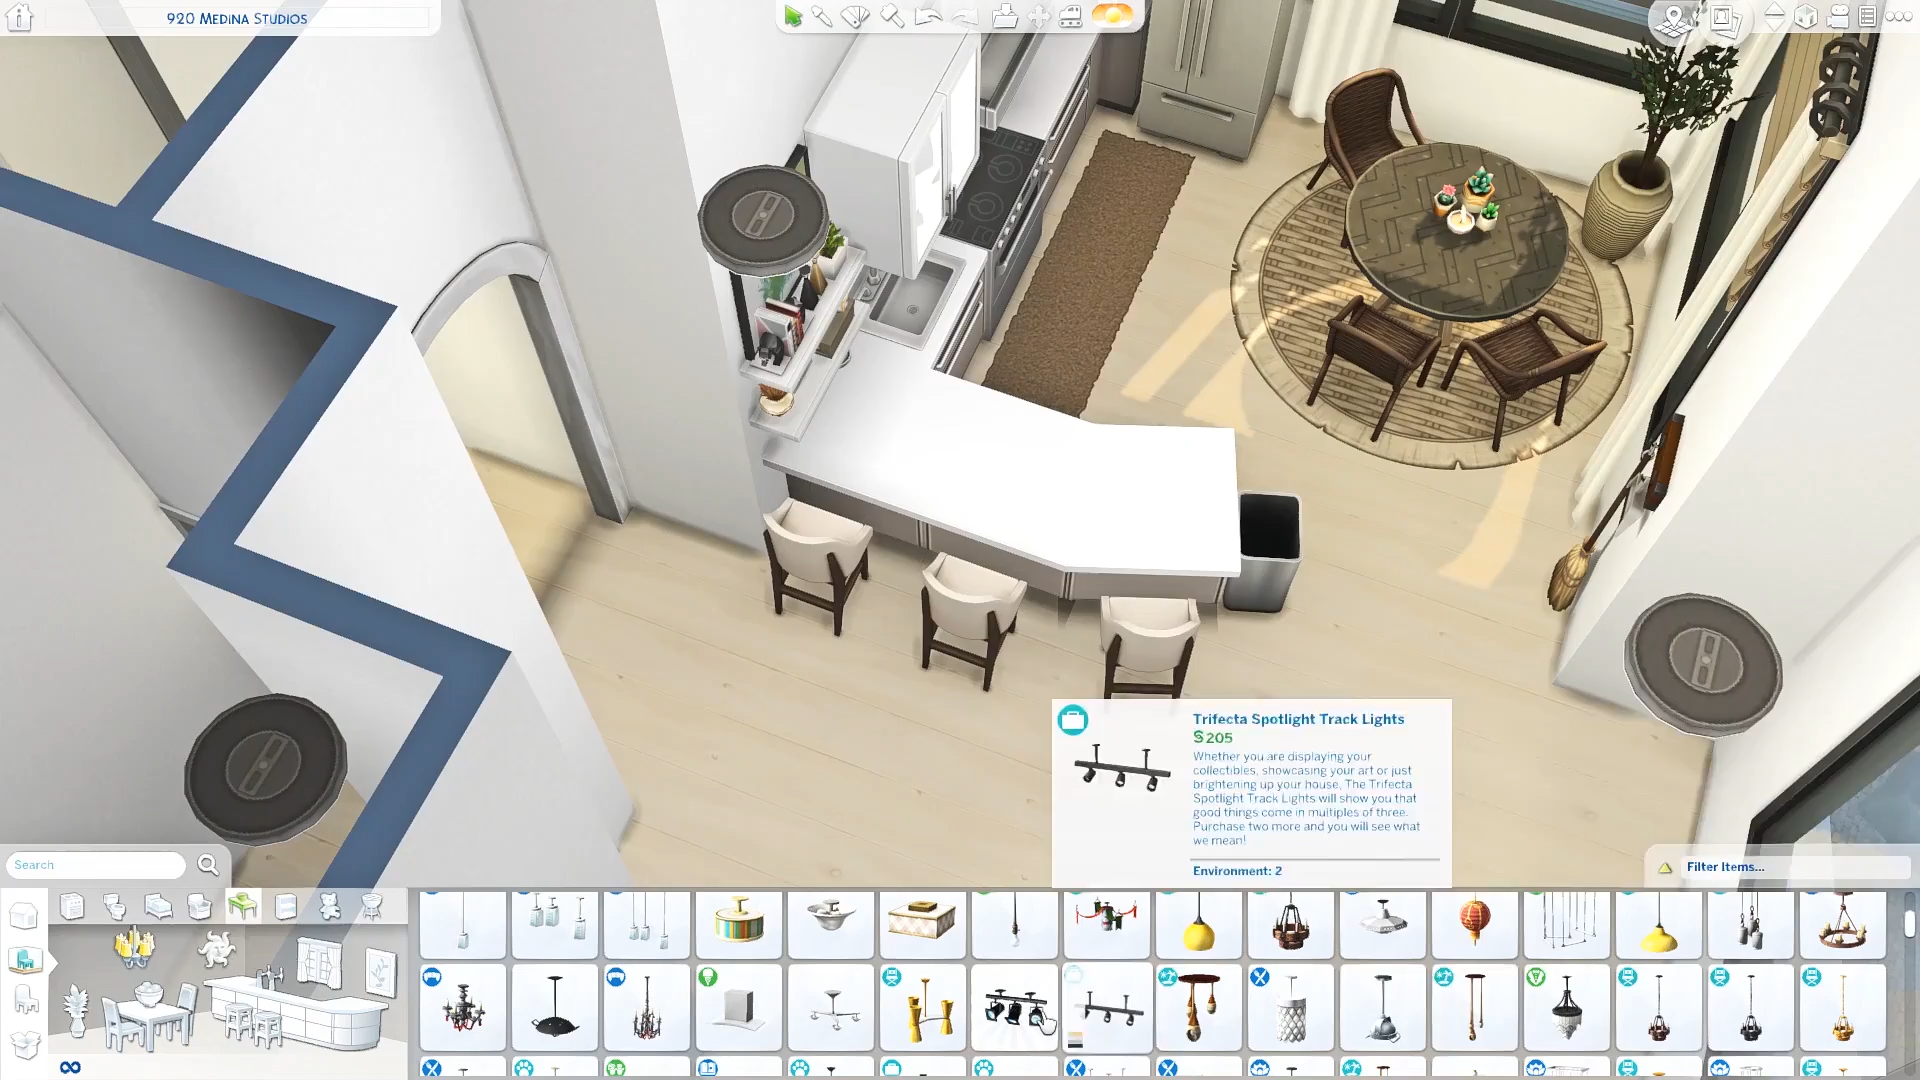 920 Medina Studios
Trifecta Spotlight Track Lights
§205
Whether you are displaying your
collectibles, showcasing your art or just
brightening up your house, The Trifecta
Spotlight Track Lights will show you that
good things come in multiples of three.
Purchase two more and you will see what
we mean!
Environment: 2
Search
Filter Items...